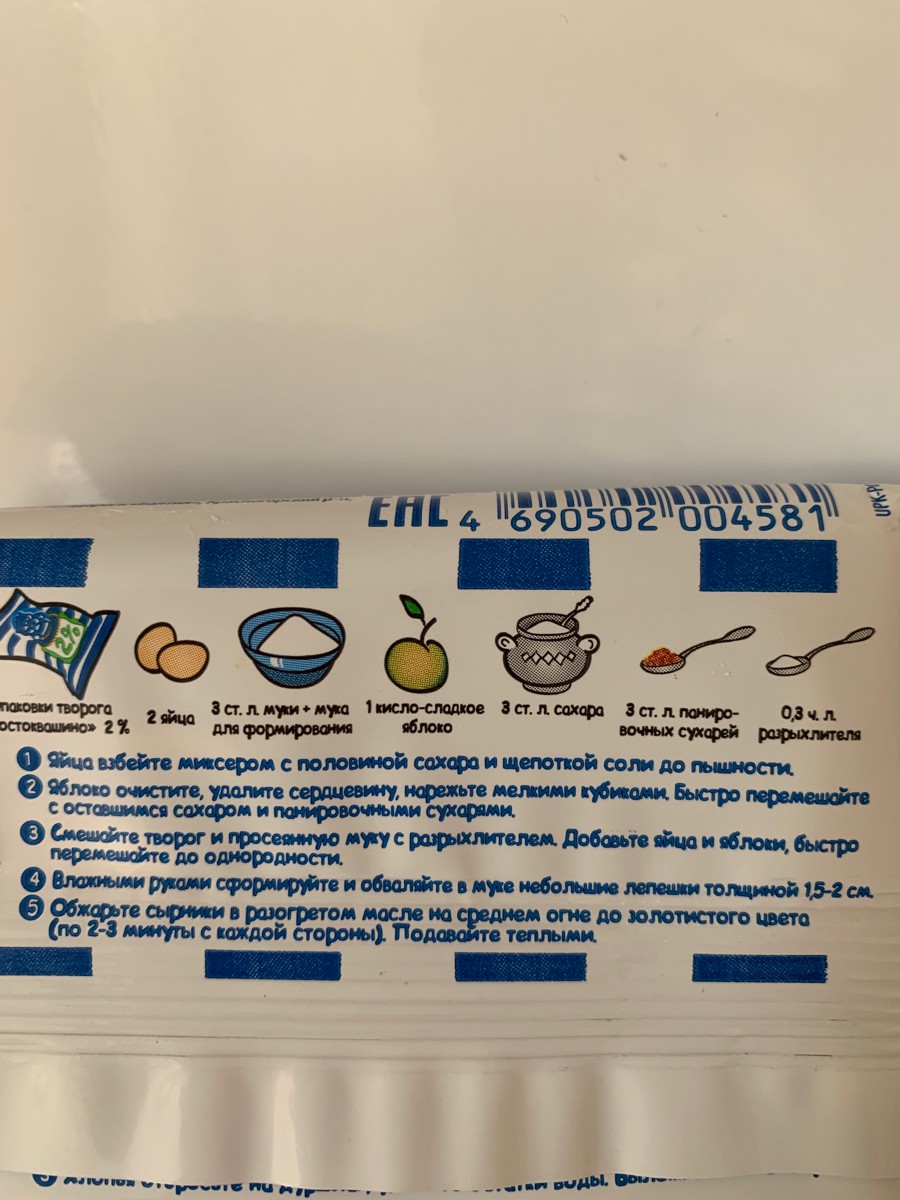 EAC 4 690502 004581
2%
паковки творога
остоквашино» 2 %
2 яйца
3 ст. л. муки + мука
для формирования
1 кисло-сладкое
яблоко
3 ст. л. сахара
3 ст. л. паниро-
вочных сухарей
0,3 ч. л.
разрыхлителя
1 Яйца взбейте миксером с половиной сахара и щепоткой соли до пышности.
2 Яблоко очистите, удалите сердцевину, нарежьте мелкими кубиками. Быстро перемешайте
с оставшимся сахаром и панировочными сухарями.
3 Смешайте творог и просеянную муку с разрыхлителем. Добавьте яйца и яблоки, быстро
перемешайте до однородности.
4 Влажными руками сформируйте и обваляйте в муке небольшие лепешки толщиной 1,5-2 см.
5 Обжарьте сырники в разогретом масле на среднем огне до золотистого цвета
(по 2-3 минуты с каждой стороны). Подавайте теплыми.
воды.